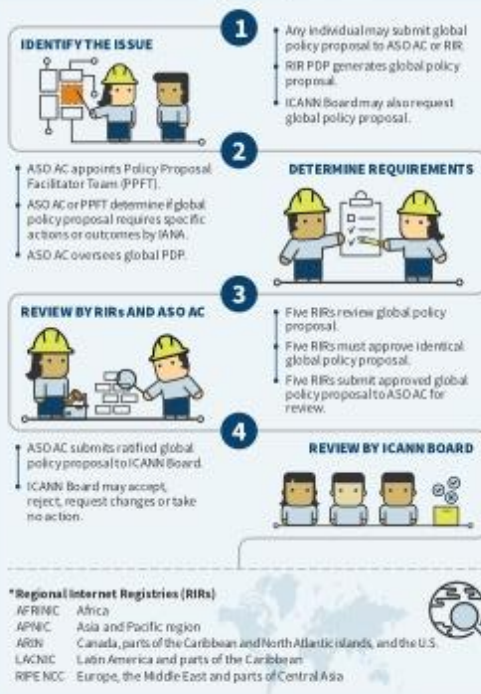 1
IDENTIFY THE ISSUE
Any individual may submit global
policy proposal to ASO AC or RIR.
RIR PDP generates global policy
proposal.
ICANN Board may also request
global policy proposal.
2
DETERMINE REQUIREMENTS
ASO AC appoints Policy Proposal
Facilitator Team (PPFT).
ASO AC or PPFT determine if global
policy proposal requires specific
actions or outcomes by IANA.
ASO AC oversees global PDP.
3
REVIEW BY RIRs AND ASO AC
Five RIRs review global policy
proposal.
Five RIRs must approve identical
global policy proposal.
Five RIRs submit approved global
policy proposal to ASO AC for
review.
4
REVIEW BY ICANN BOARD
ASO AC submits ratified global
policy proposal to ICANN Board.
ICANN Board may accept,
reject, request changes or take
no action.
*Regional Internet Registries (RIRs)
AFRINIC Africa
APNIC Asia and Pacific region
ARIN Canada, parts of the Caribbean and North Atlantic islands, and the U.S.
LACNIC Latin America and parts of the Caribbean
RIPE NCC Europe, the Middle East and parts of Central Asia